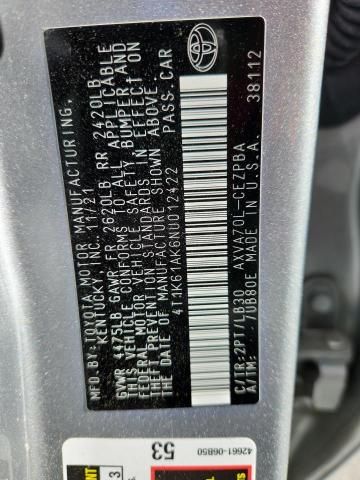 MFD. BY:TOYOTA MOTOR MANUFACTURING,
KENTUCKY, INC. 11/21
GVWR 4475LB GAWR FR 2620LB RR 2420LB
THIS VEHICLE CONFORMS TO ALL APPLICABLE
FEDERAL MOTOR VEHICLE SAFETY, BUMPER, AND
THEFT PREVENTION STANDARDS IN EFFECT ON
THE DATE OF MANUFACTURE SHOWN ABOVE.
4T1K61AK6NU012422 PASS. CAR
C/TR:2PT/LB30 AXVA70L-CEZPBA
A/TM: -/UB80E MADE IN U.S.A. 38112
53
42661-06B50